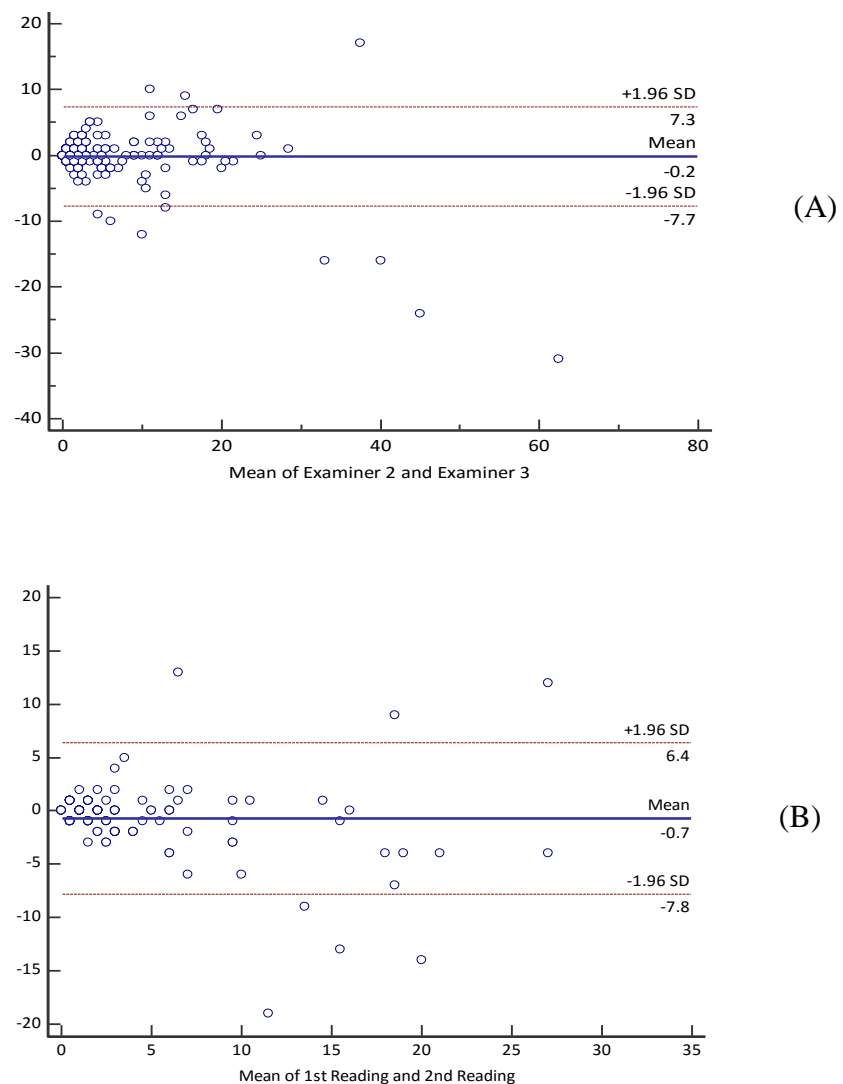 20
10
+1.96 SD
7.3
Mean
0
-0.2
-1.96 SD
-7.7
(A)
-10
-20
-30
-40
0 20 40 60 80
Mean of Examiner 2 and Examiner 3
20
15
10
+1.96 SD
6.4
5
Mean
0
-0.7
(B)
-5
-1.96 SD
-7.8
-10
-15
-20
0 5 10 15 20 25 30 35
Mean of 1st Reading and 2nd Reading